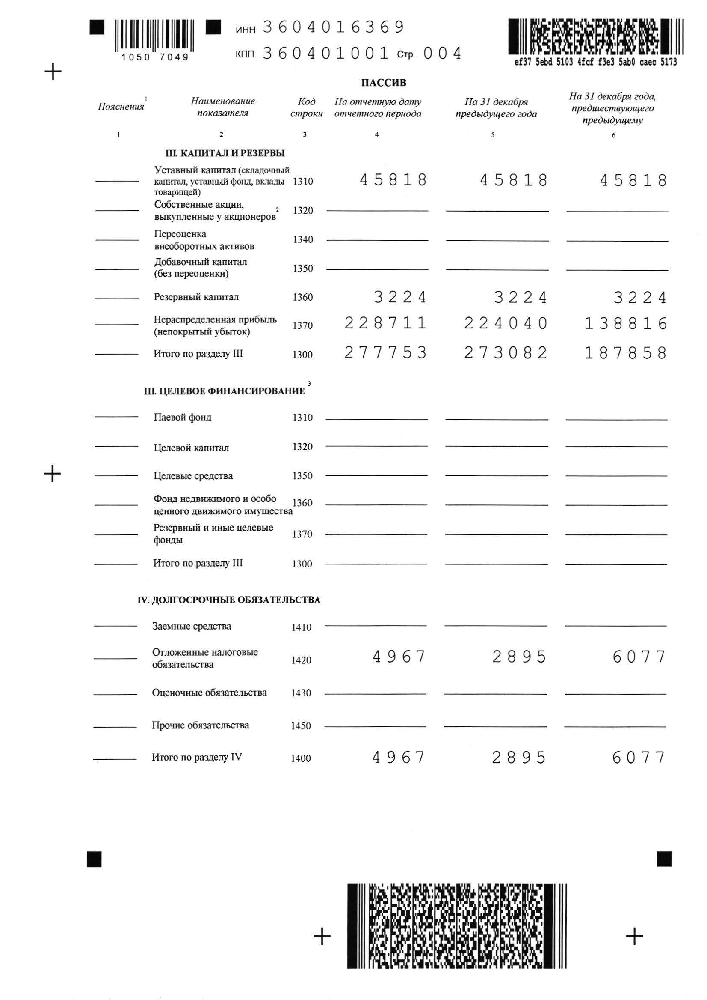 ИНН 3604016369
1050 7049
КПП 360401001 Стр. 004
ef37 5ebd 5103 4fcf f3e3 5ab0 caec 5173
ПАССИВ
Пояснения 1
Наименование показателя
Код строки
На отчетную дату отчетного периода
На 31 декабря предыдущего года
На 31 декабря года, предшествующего предыдущему
1 2 3 4 5 6
III. КАПИТАЛ И РЕЗЕРВЫ
Уставный капитал (складочный
капитал, уставный фонд, вклады 1310 45818 45818 45818
товарищей)
Собственные акции,
выкупленные у акционеров 2 1320
Переоценка
внеоборотных активов 1340
Добавочный капитал
(без переоценки) 1350
Резервный капитал 1360 3224 3224 3224
Нераспределенная прибыль
(непокрытый убыток) 1370 228711 224040 138816
Итого по разделу III 1300 277753 273082 187858
III. ЦЕЛЕВОЕ ФИНАНСИРОВАНИЕ 3
Паевой фонд 1310
Целевой капитал 1320
Целевые средства 1350
Фонд недвижимого и особо
ценного движимого имущества 1360
Резервный и иные целевые
фонды 1370
Итого по разделу III 1300
IV. ДОЛГОСРОЧНЫЕ ОБЯЗАТЕЛЬСТВА
Заемные средства 1410
Отложенные налоговые
обязательства 1420 4967 2895 6077
Оценочные обязательства 1430
Прочие обязательства 1450
Итого по разделу IV 1400 4967 2895 6077